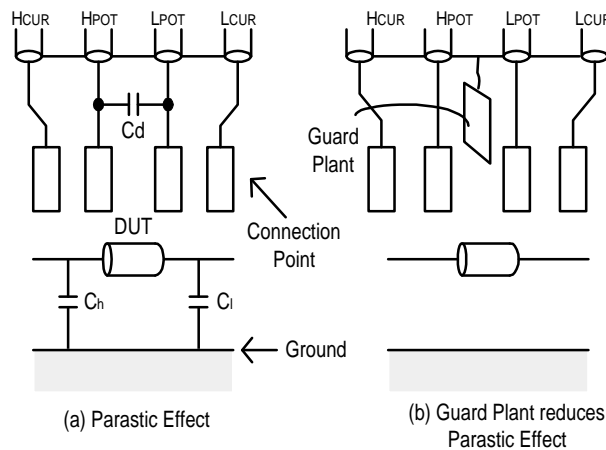 HCUR HPOT LPOT LCUR
Cd
DUT
Connection
Point
Ch
Cl
Ground
(a) Parastic Effect
HCUR HPOT LPOT LCUR
Guard
Plant
(b) Guard Plant reduces
Parastic Effect